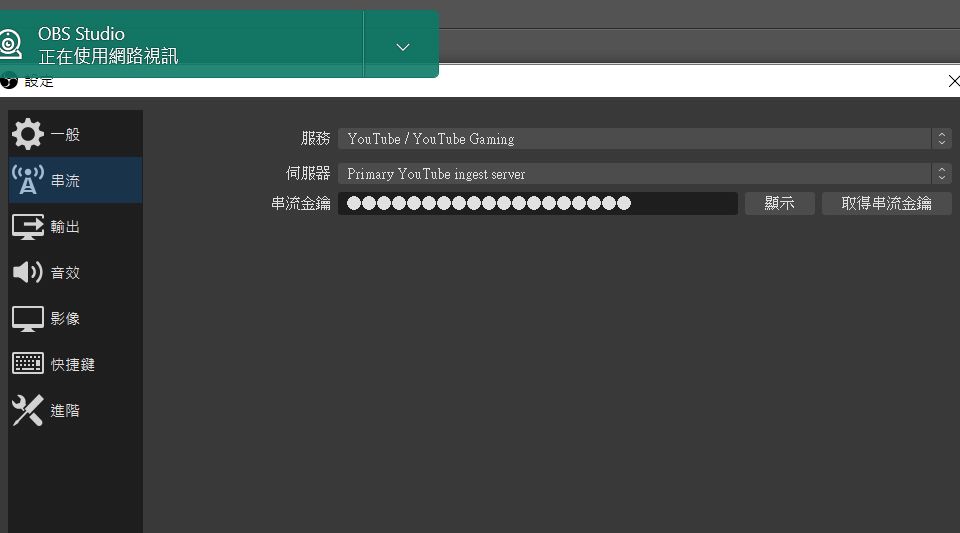 OBS Studio
正在使用網路視訊
設定
一般
串流
輸出
音效
影像
快捷鍵
進階
服務 YouTube / YouTube Gaming
伺服器 Primary YouTube ingest server
串流金鑰 ●●●●●●●●●●●●●●●●●●● 顯示 取得串流金鑰